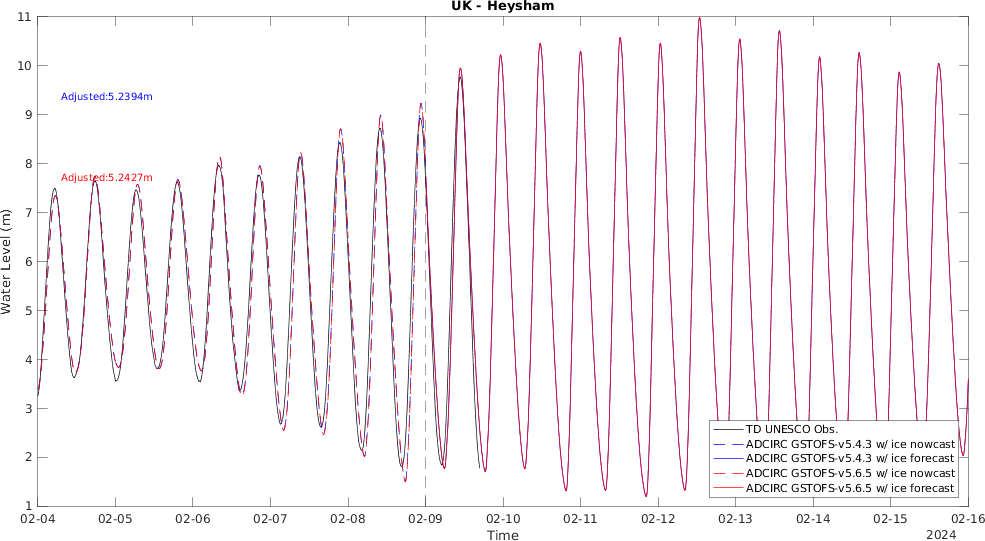 UK - Heysham
11
10
9
8
7
6
5
4
3
2
1
Water Level (m)
Adjusted:5.2394m
Adjusted:5.2427m
TD UNESCO Obs.
ADCIRC GSTOFS-v5.4.3 w/ ice nowcast
ADCIRC GSTOFS-v5.4.3 w/ ice forecast
ADCIRC GSTOFS-v5.6.5 w/ ice nowcast
ADCIRC GSTOFS-v5.6.5 w/ ice forecast
02-04 02-05 02-06 02-07 02-08 02-09 02-10 02-11 02-12 02-13 02-14 02-15 02-16
Time
2024